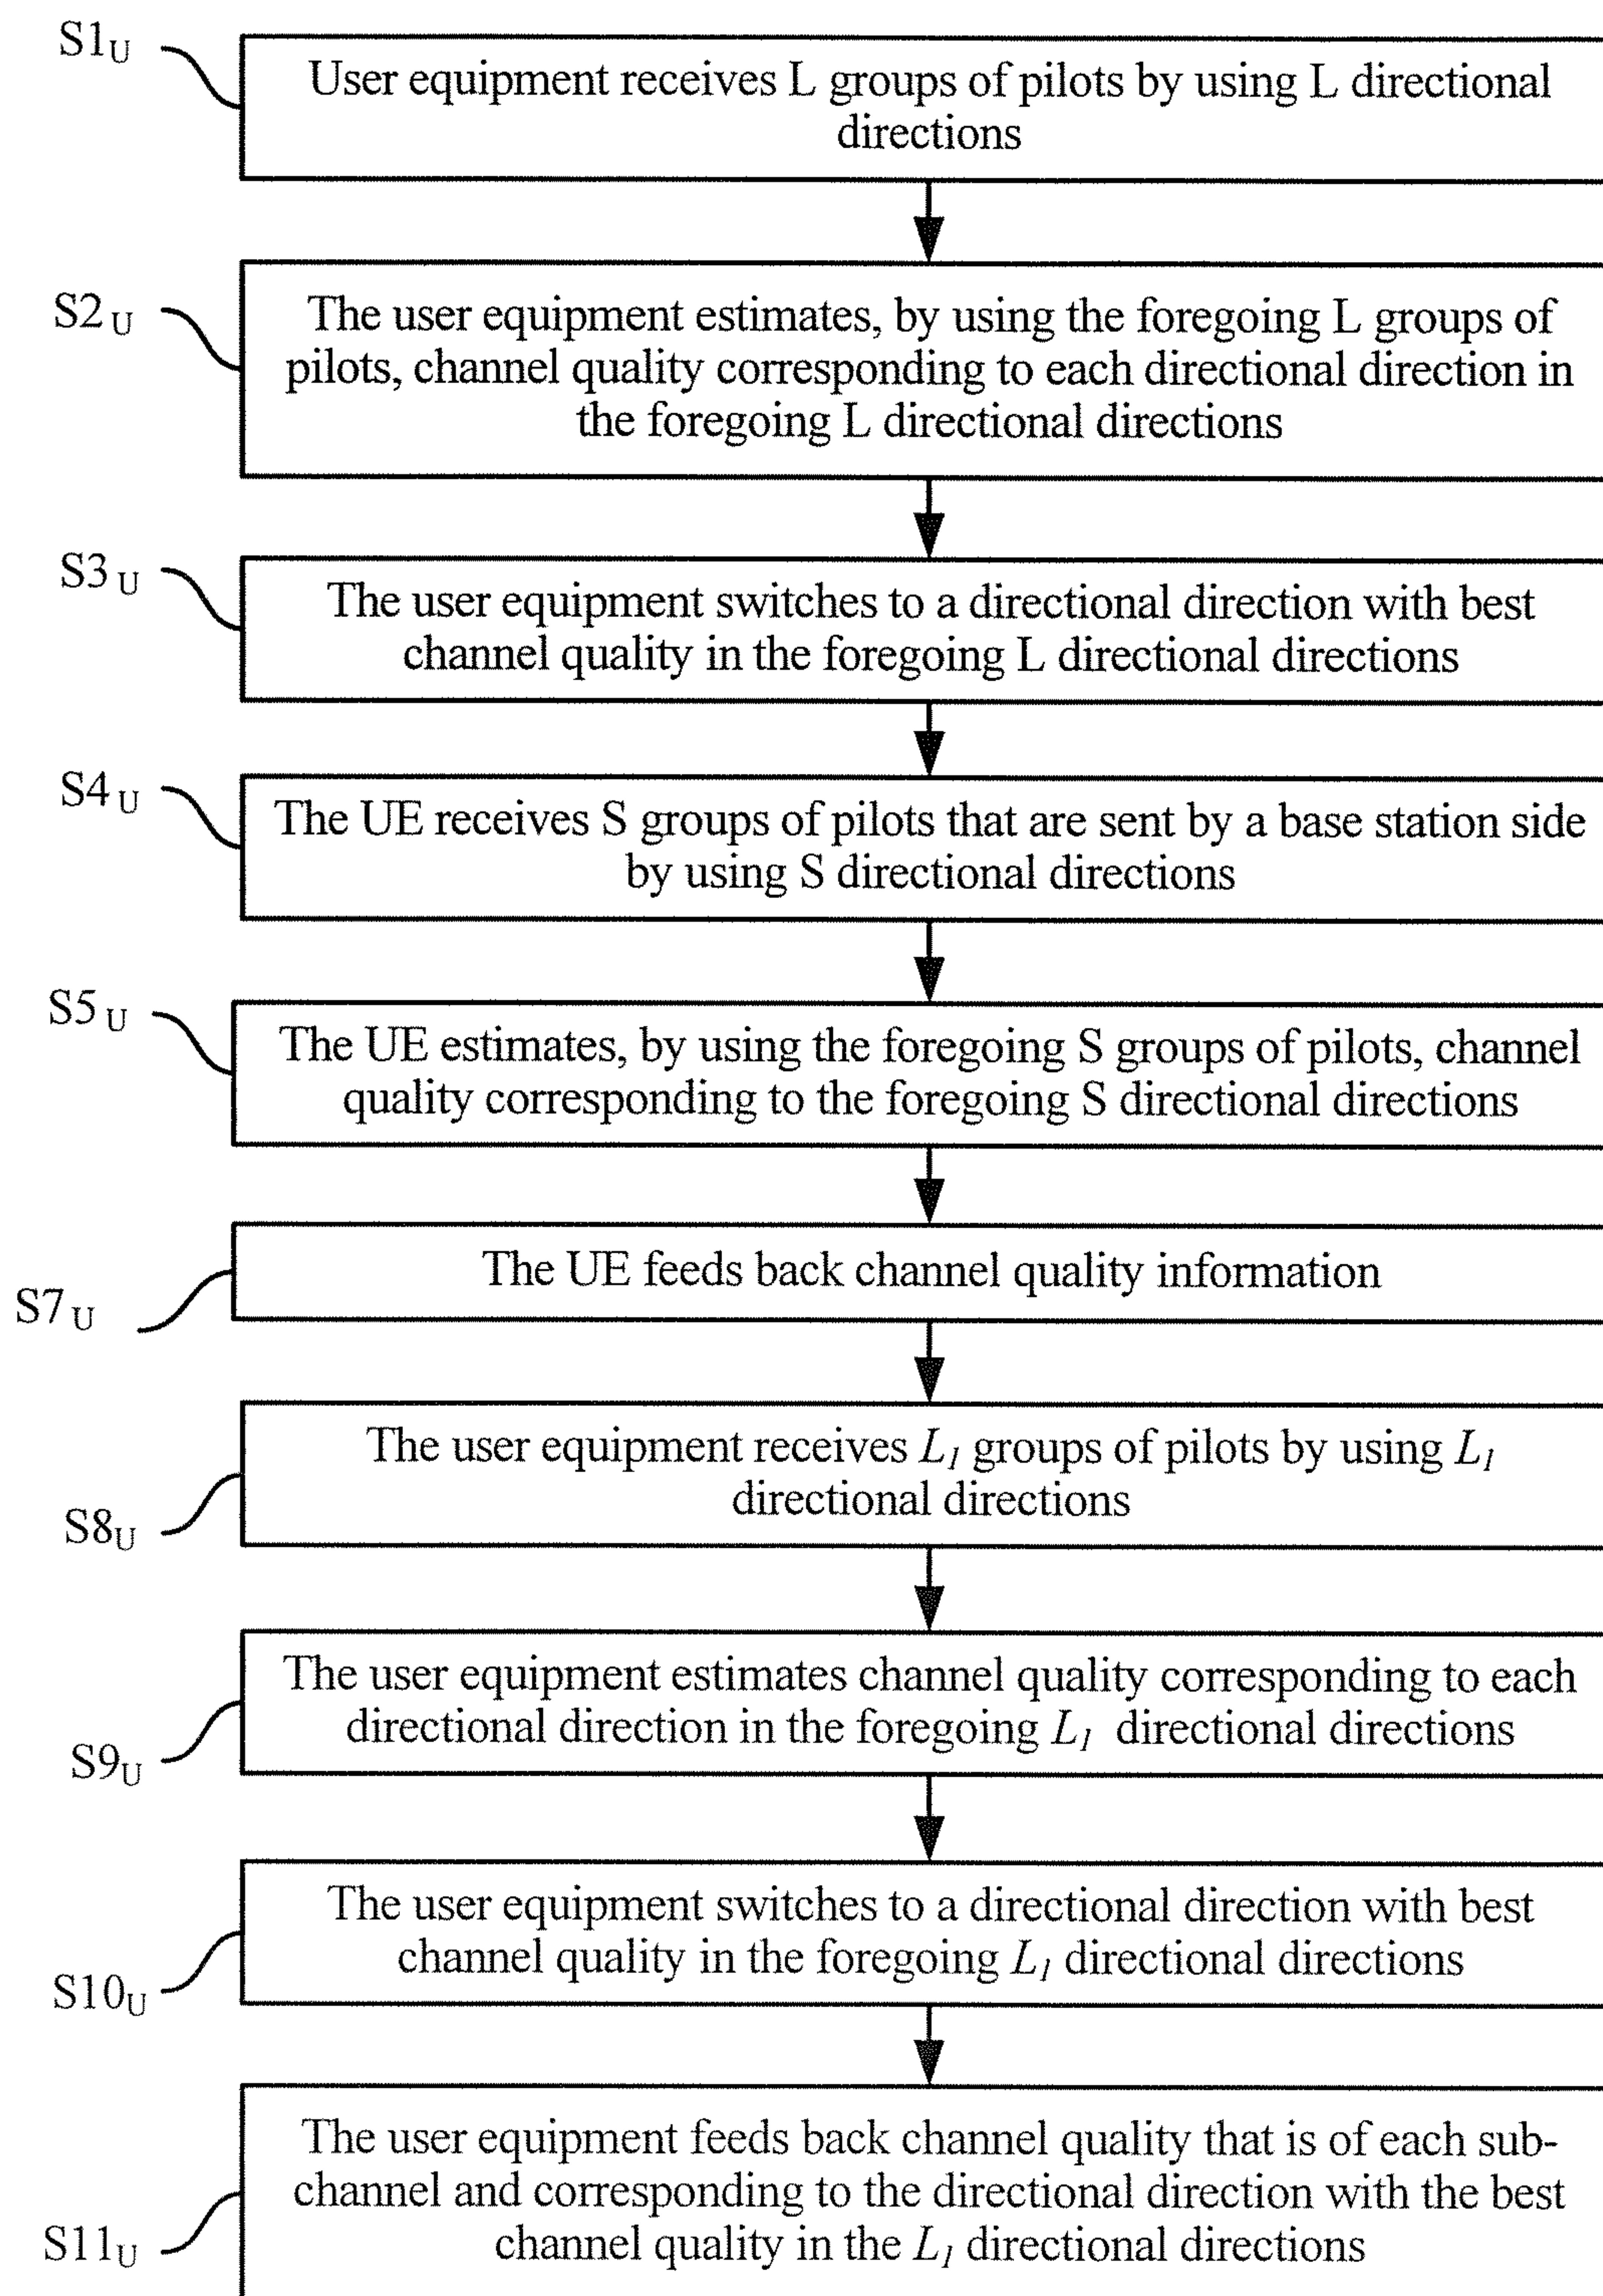 S1U
User equipment receives L groups of pilots by using L directional
directions
S2 U
The user equipment estimates, by using the foregoing L groups of
pilots, channel quality corresponding to each directional direction in
the foregoing L directional directions
S3 U
The user equipment switches to a directional direction with best
channel quality in the foregoing L directional directions
S4 U
The UE receives S groups of pilots that are sent by a base station side
by using S directional directions
S5 U
The UE estimates, by using the foregoing S groups of pilots, channel
quality corresponding to the foregoing S directional directions
S7 U
The UE feeds back channel quality information
S8U
The user equipment receives L1 groups of pilots by using L1
directional directions
S9U
The user equipment estimates channel quality corresponding to each
directional direction in the foregoing L1 directional directions
S10U
The user equipment switches to a directional direction with best
channel quality in the foregoing L1 directional directions
S11U
The user equipment feeds back channel quality that is of each sub-
channel and corresponding to the directional direction with the best
channel quality in the L1 directional directions